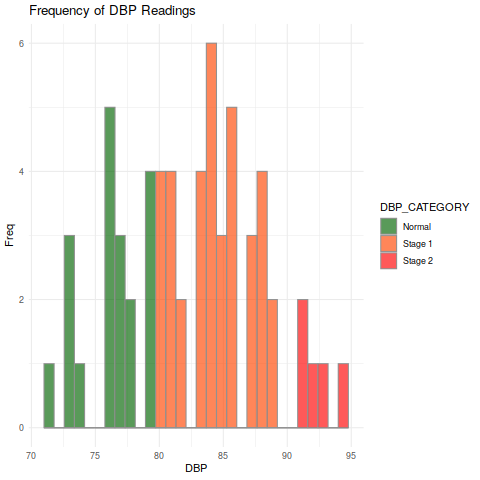 Frequency of DBP Readings
6
4
2
0
Freq
70 75 80 85 90 95
DBP
DBP_CATEGORY
Normal
Stage 1
Stage 2